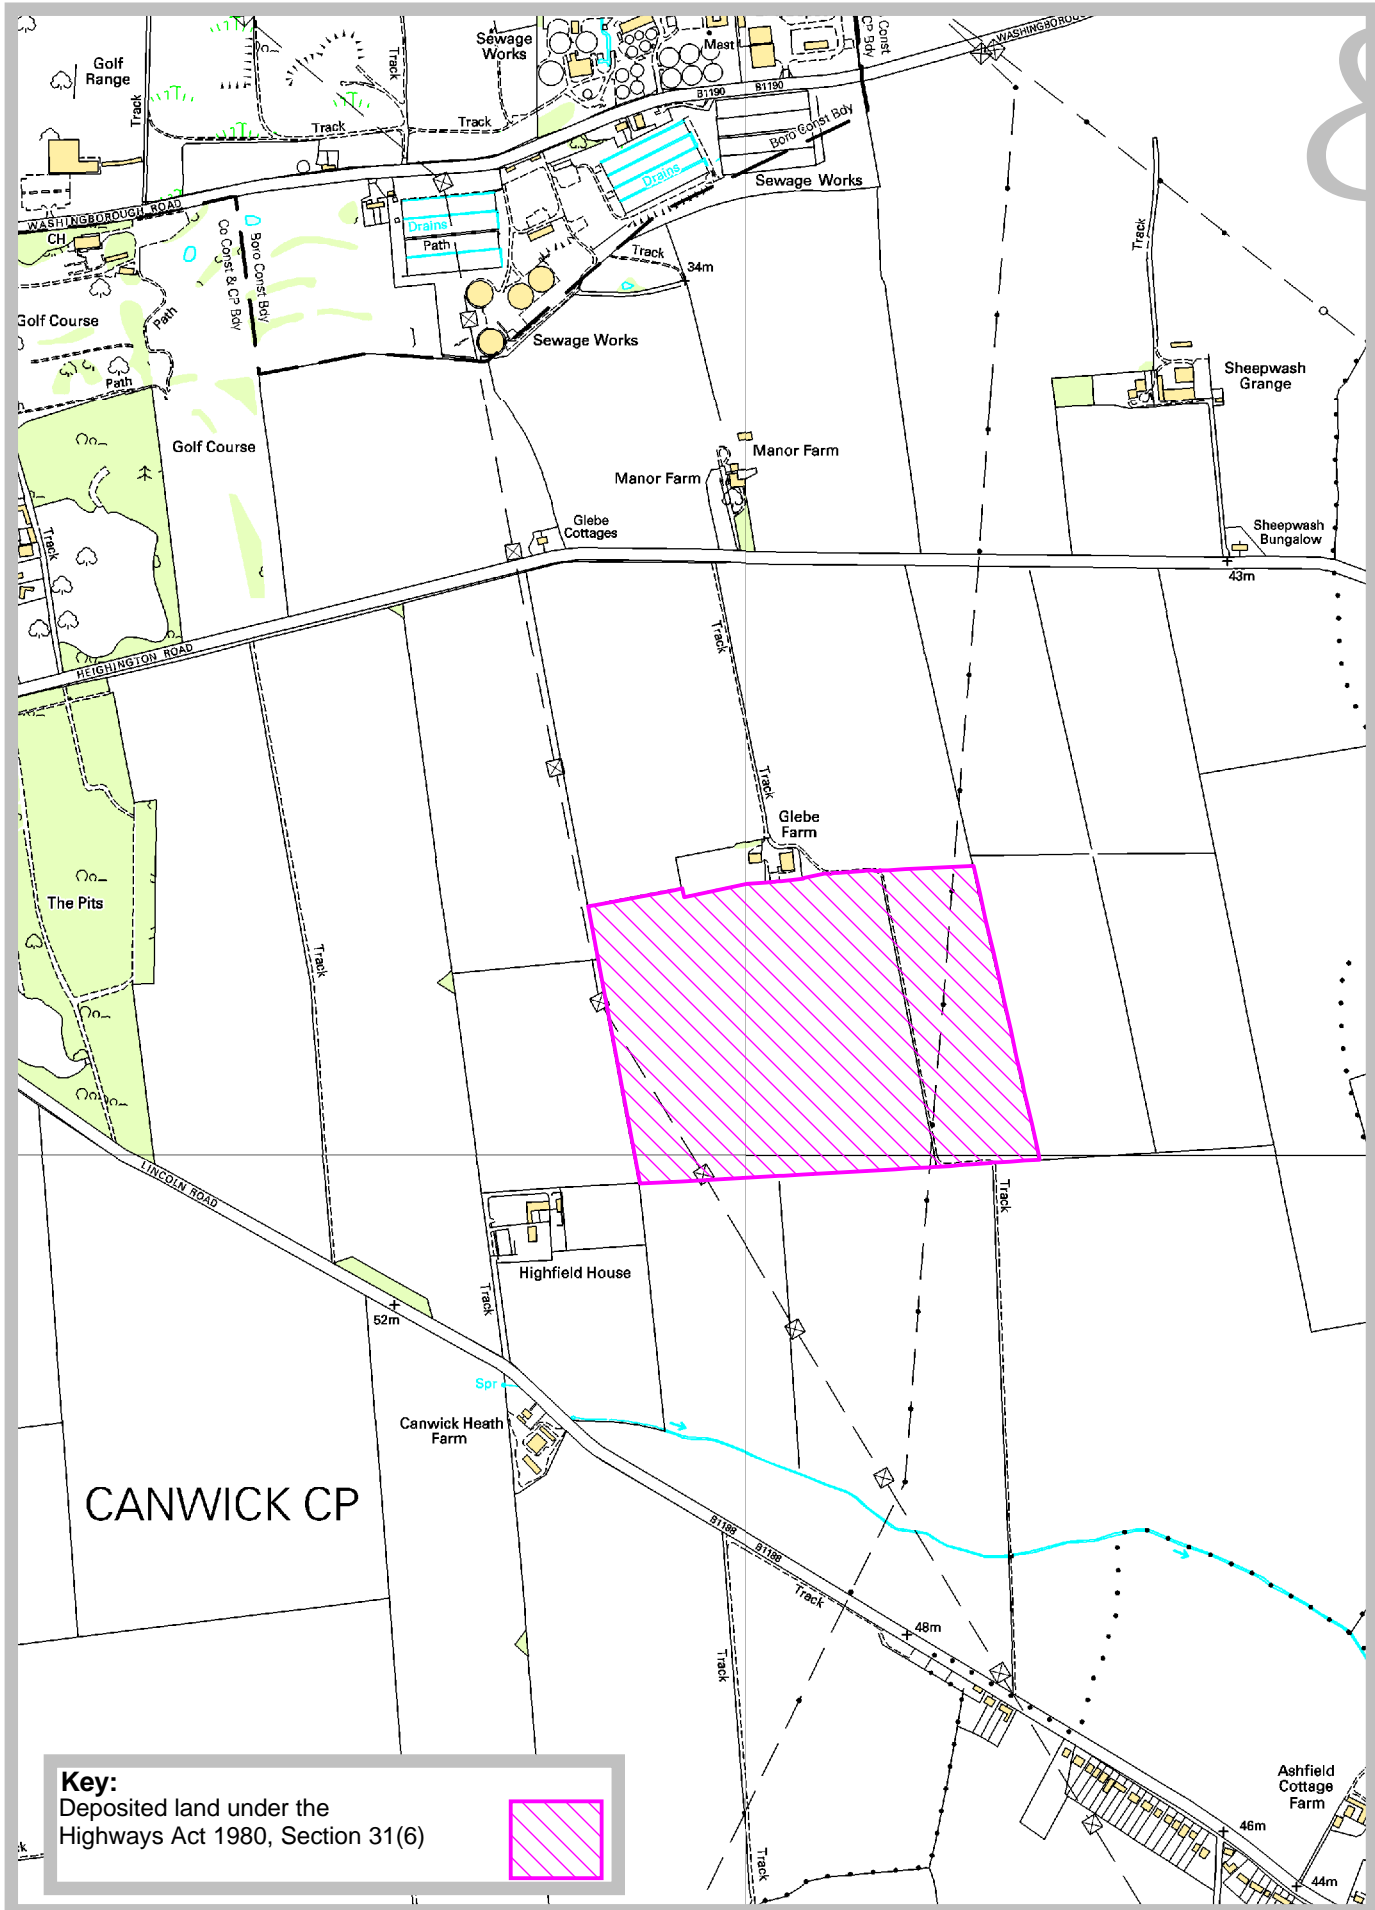 Sewage
Works
Mast
Const
CP Bdy
WASHINGBOROU
Golf
Range
Track
Track
B1190
B1190
Track
Track
Boro Const Bdy
Drains
Sewage Works
WASHINGBOROUGH ROAD
CH
Drains
Path
Co Const & CP Bdy
Boro Const Bdy
Track
34m
Track
Golf Course
Path
Path
Sewage Works
Sheepwash
Grange
Golf Course
Manor Farm
Manor Farm
Glebe
Cottages
Sheepwash
Bungalow
Track
43m
HEIGHINGTON ROAD
Track
Track
Glebe
Farm
The Pits
Track
LINCOLN ROAD
Track
Highfield House
Track
52m
Spr
Canwick Heath
Farm
CANWICK CP
B1188
B1188
Track
48m
Track
Ashfield
Cottage
Farm
46m
44m
Track
Key:
Deposited land under the
Highways Act 1980, Section 31(6)
ck
&